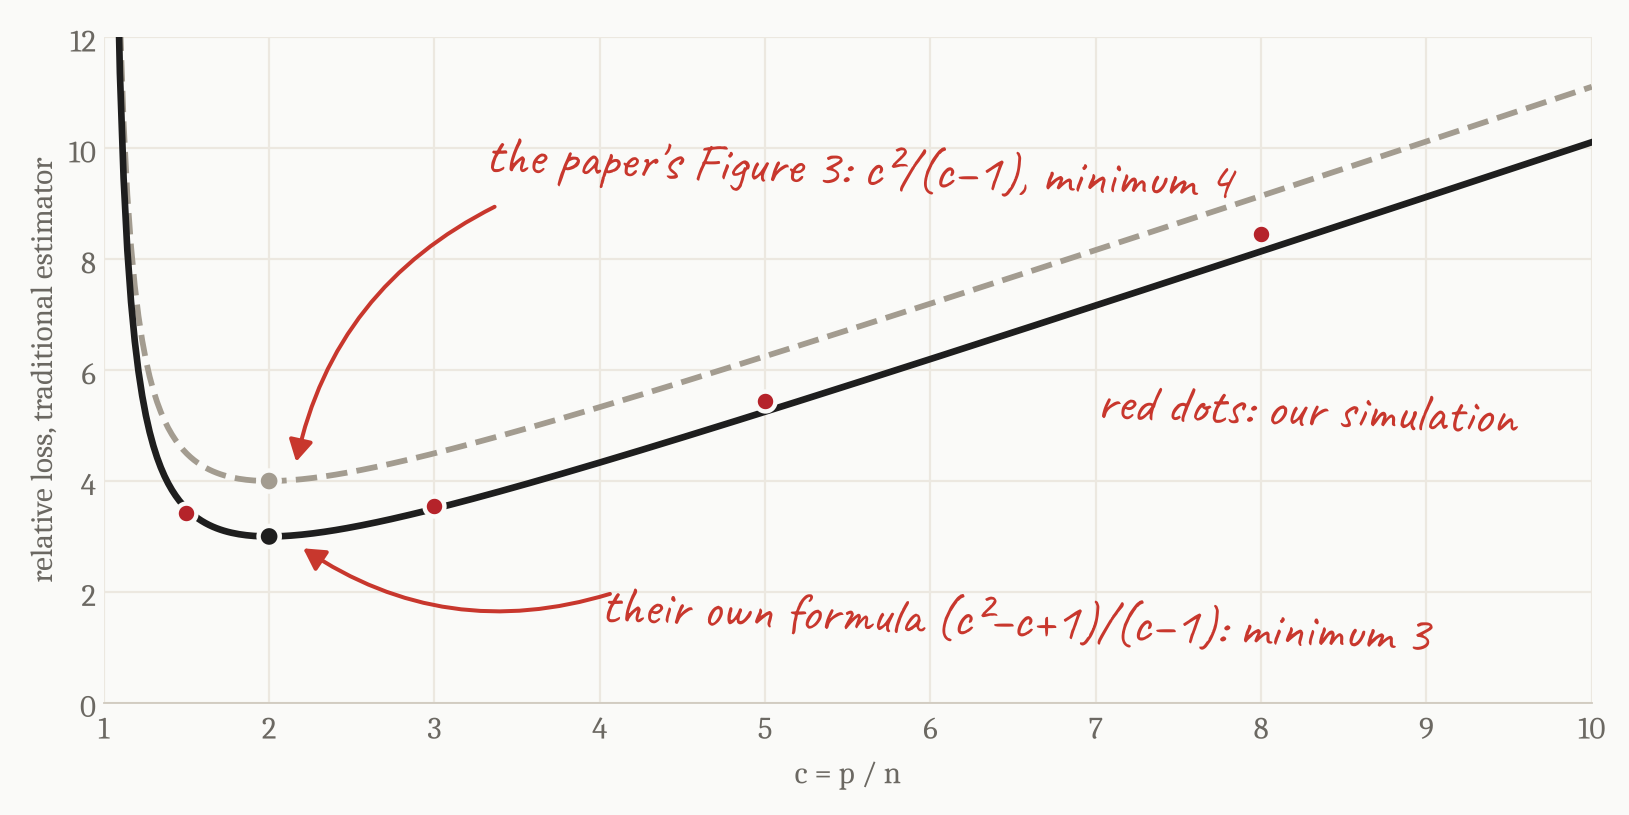 12
10
8
6
4
2
0
relative loss, traditional estimator
the paper's Figure 3: c²/(c−1), minimum 4
red dots: our simulation
their own formula (c²−c+1)/(c−1): minimum 3
1 2 3 4 5 6 7 8 9 10
c = p / n